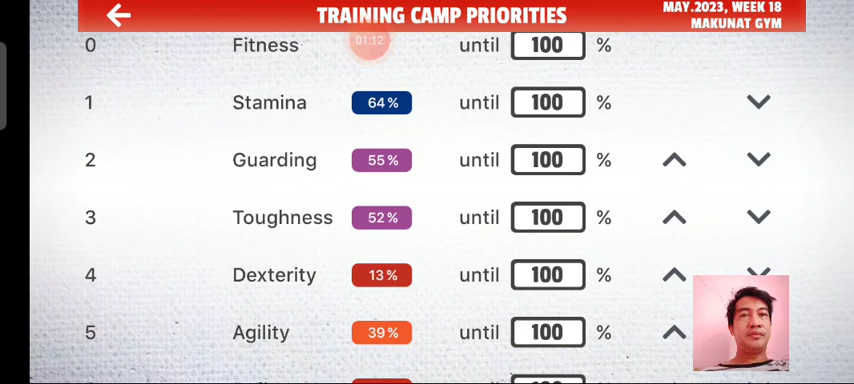 TRAINING CAMP PRIORITIES
MAY.2023, WEEK 18
MAKUNAT GYM
0 Fitness until 100 %
01:12
1 Stamina 64% until 100 %
2 Guarding 55% until 100 %
3 Toughness 52% until 100 %
4 Dexterity 13% until 100 %
5 Agility 39% until 100 %